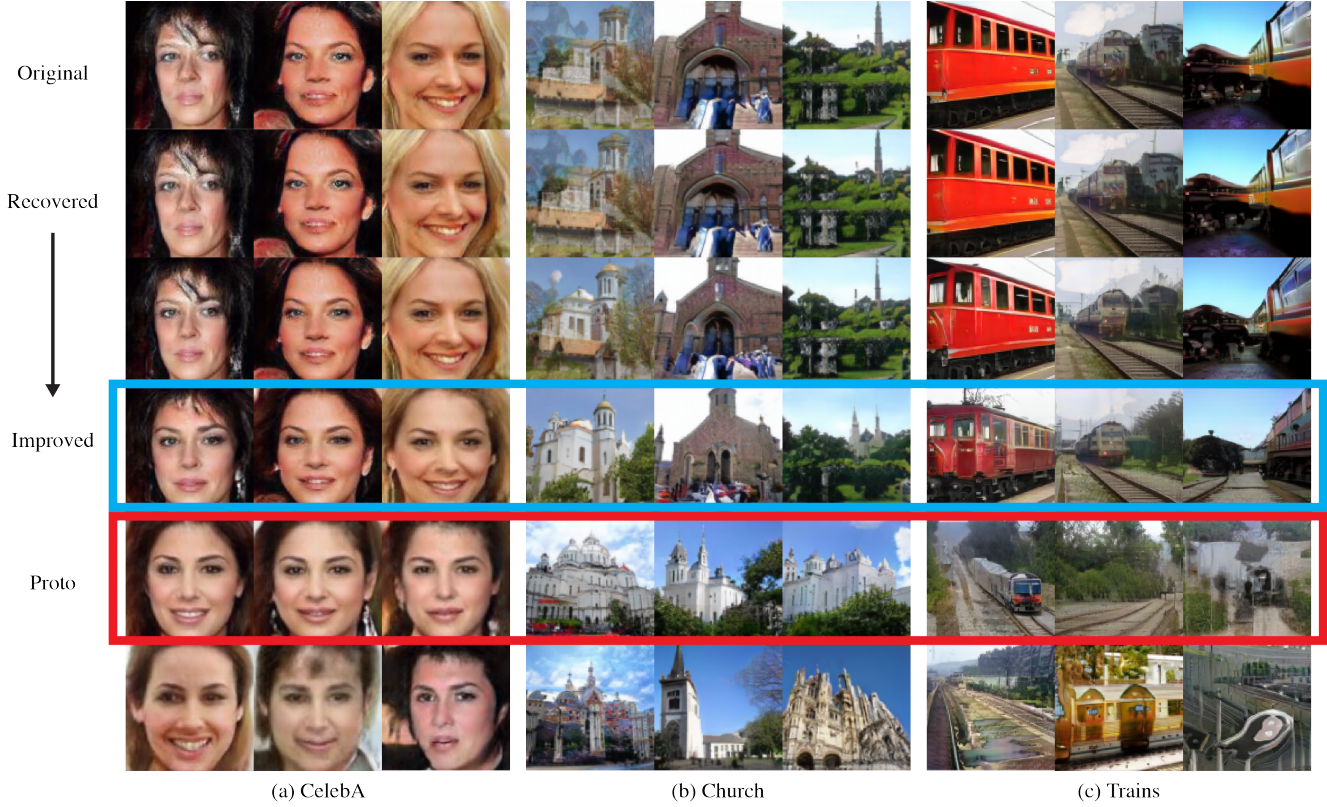 Original
Recovered
Improved
Proto
(a) CelebA
(b) Church
(c) Trains